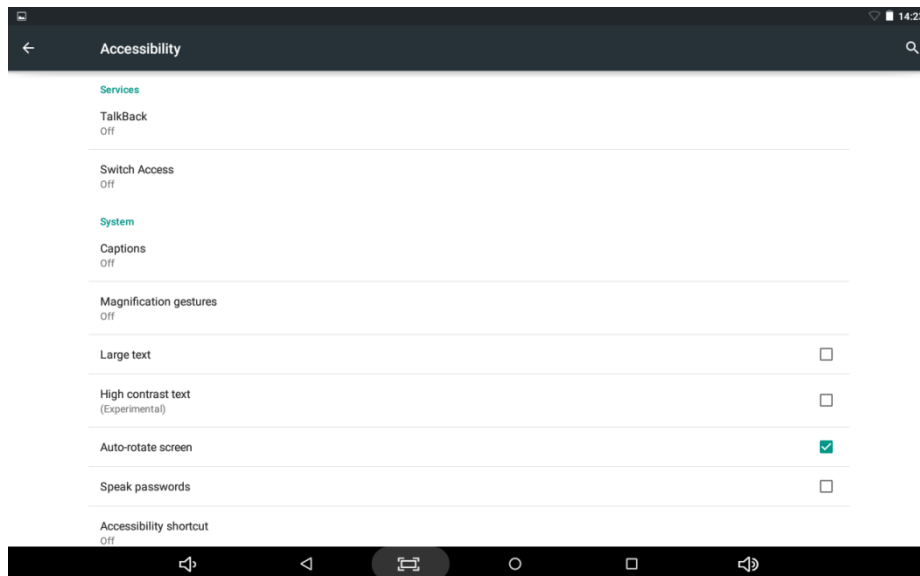 14:2
Accessibility
Services
TalkBack
Off
Switch Access
Off
System
Captions
Off
Magnification gestures
Off
Large text
High contrast text
(Experimental)
Auto-rotate screen
Speak passwords
Accessibility shortcut
Off